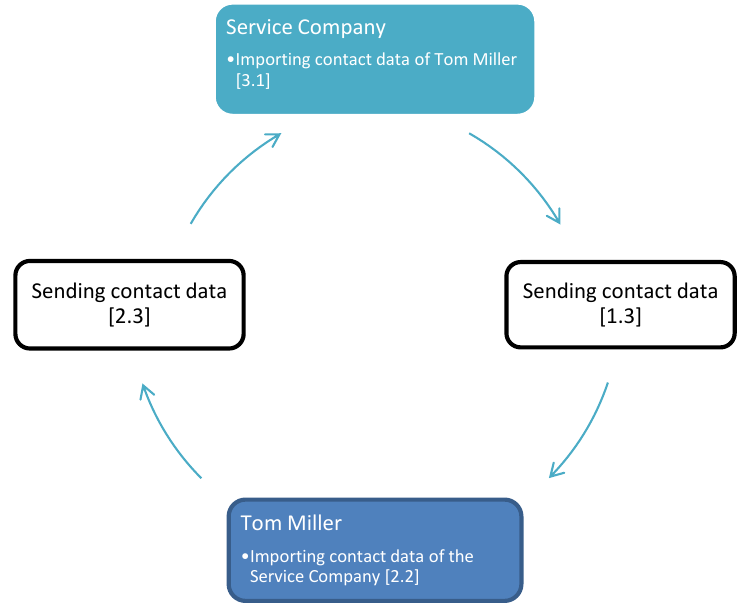 Service Company
•Importing contact data of Tom Miller
[3.1]
Sending contact data
[2.3]
Sending contact data
[1.3]
Tom Miller
•Importing contact data of the
Service Company [2.2]